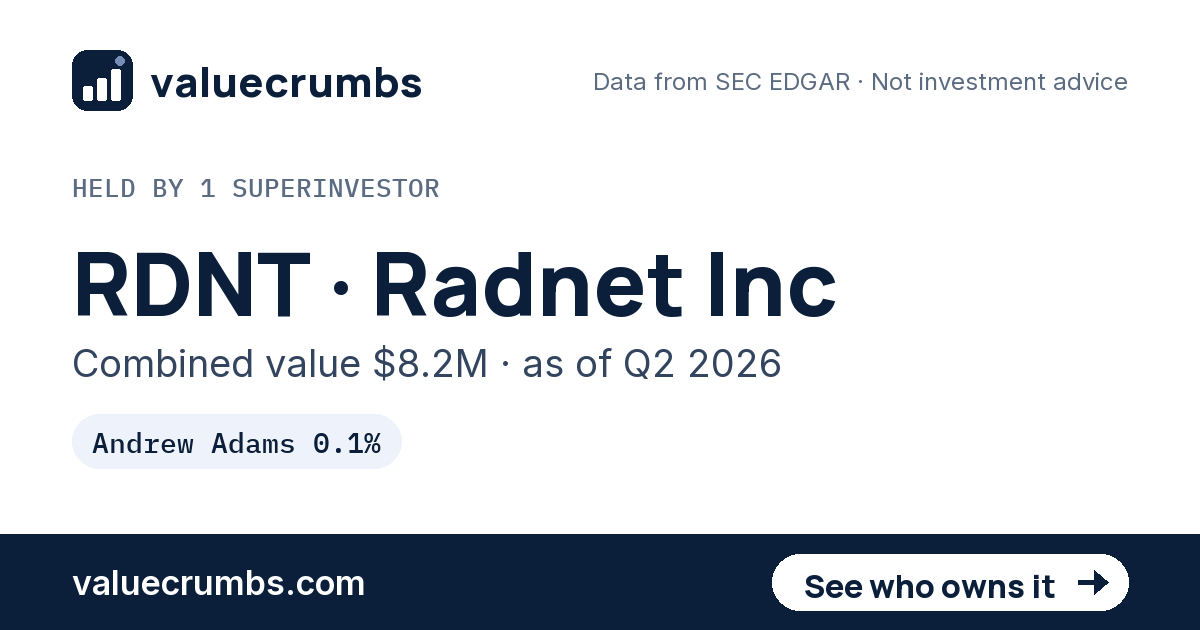 valuecrumbs
Data from SEC EDGAR · Not investment advice
HELD BY 1 SUPERINVESTOR
RDNT · Radnet Inc
Combined value $8.2M · as of Q2 2026
Andrew Adams 0.1%
valuecrumbs.com
See who owns it →